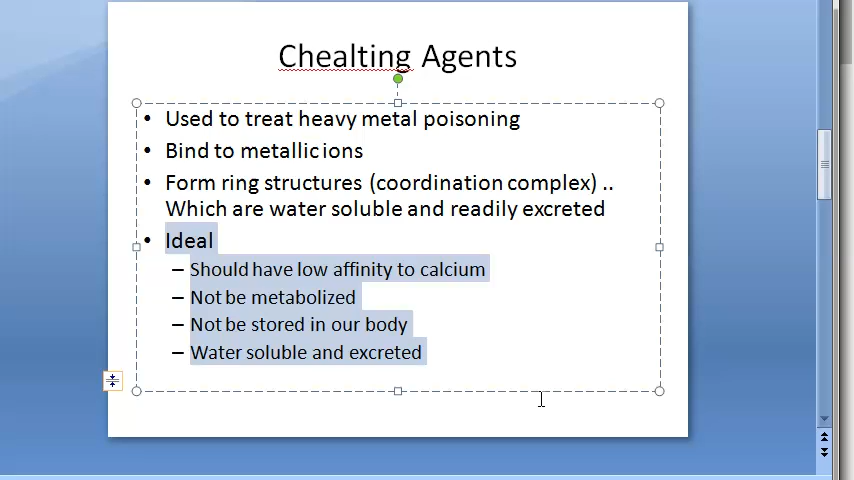 Chealting Agents
• Used to treat heavy metal poisoning
• Bind to metallic ions
• Form ring structures (coordination complex) ..
Which are water soluble and readily excreted
• Ideal
– Should have low affinity to calcium
– Not be metabolized
– Not be stored in our body
– Water soluble and excreted